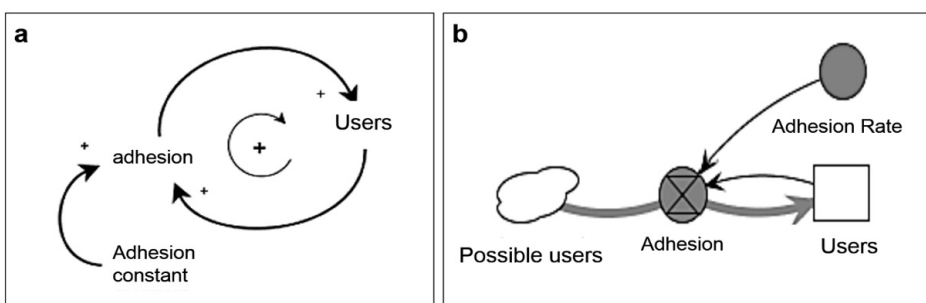 a
+
Users
+
+
adhesion
+
Adhesion
constant
b
Adhesion Rate
Possible users
Adhesion
Users